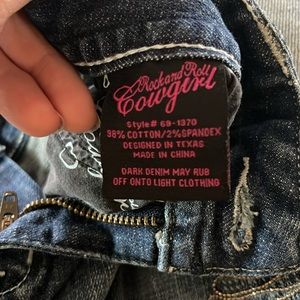 Rock and Roll
Cowgirl
Style# 69-1370
98% COTTON/2%SPANDEX
DESIGNED IN TEXAS
MADE IN CHINA
DARK DENIM MAY RUB
OFF ONTO LIGHT CLOTHING